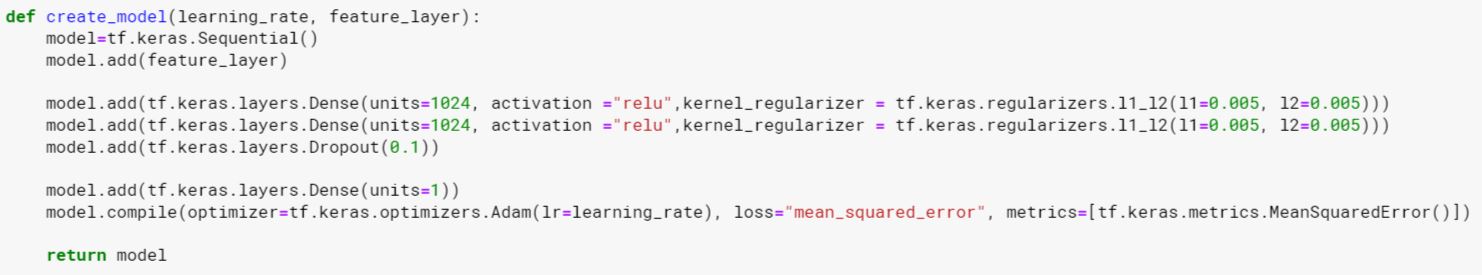 def create_model(learning_rate, feature_layer):
    model=tf.keras.Sequential()
    model.add(feature_layer)

    model.add(tf.keras.layers.Dense(units=1024, activation ="relu",kernel_regularizer = tf.keras.regularizers.l1_l2(l1=0.005, l2=0.005)))
    model.add(tf.keras.layers.Dense(units=1024, activation ="relu",kernel_regularizer = tf.keras.regularizers.l1_l2(l1=0.005, l2=0.005)))
    model.add(tf.keras.layers.Dropout(0.1))

    model.add(tf.keras.layers.Dense(units=1))
    model.compile(optimizer=tf.keras.optimizers.Adam(lr=learning_rate), loss="mean_squared_error", metrics=[tf.keras.metrics.MeanSquaredError()])

    return model